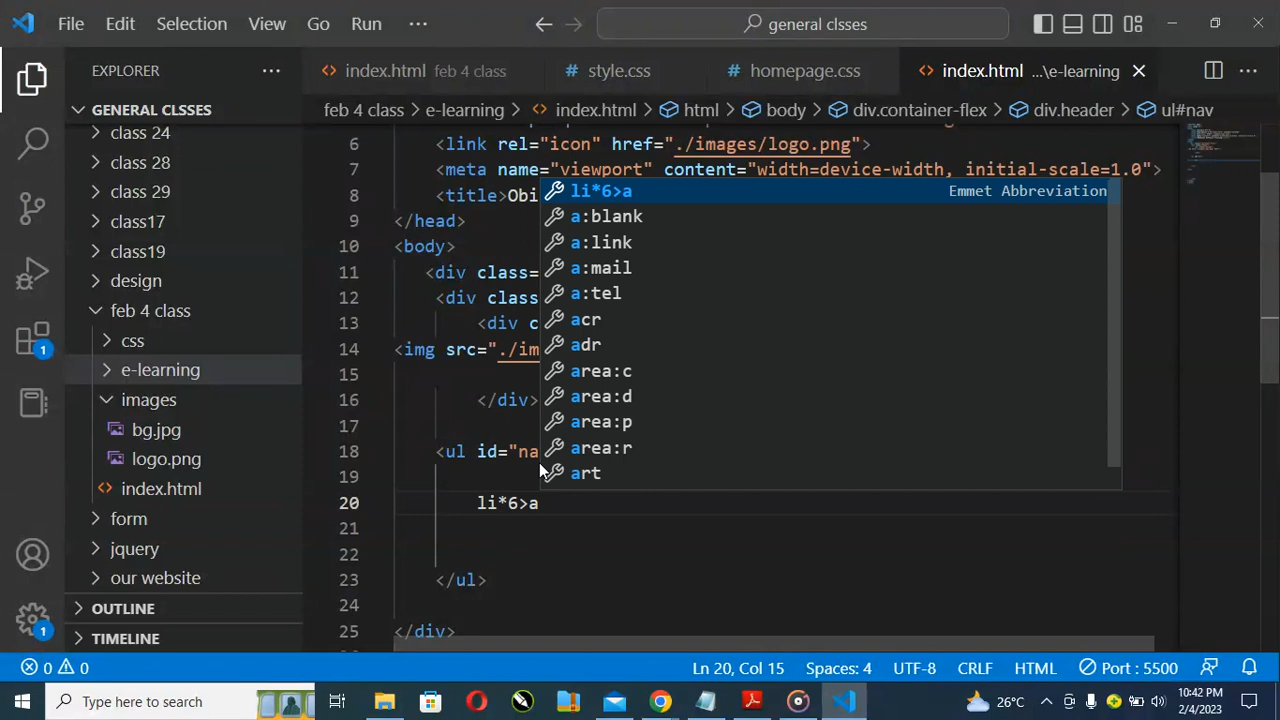 File Edit Selection View Go Run ··· general clsses
EXPLORER ···
index.html feb 4 class
# style.css
# homepage.css
index.html ...\e-learning
GENERAL CLSSES
class 24
class 28
class 29
class17
class19
design
feb 4 class
css
e-learning
images
bg.jpg
logo.png
index.html
form
jquery
our website
OUTLINE
TIMELINE
1
1
feb 4 class > e-learning > index.html > html > body > div.container-flex > div.header > ul#nav
6 <link rel="icon" href="./images/logo.png">
7 <meta name="viewport" content="width=device-width, initial-scale=1.0">
8 <title>Obi
9 </head>
10 <body>
11 <div class=
12 <div class
13 <div c
14 <img src="./im
15
16 </div>
17
18 <ul id="na
19
20 li*6>a
21
22
23 </ul>
24
25 </div>
li*6>a Emmet Abbreviation
a:blank
a:link
a:mail
a:tel
acr
adr
area:c
area:d
area:p
area:r
art
0 0 Ln 20, Col 15 Spaces: 4 UTF-8 CRLF HTML Port : 5500
Type here to search
26°C
10:42 PM
2/4/2023